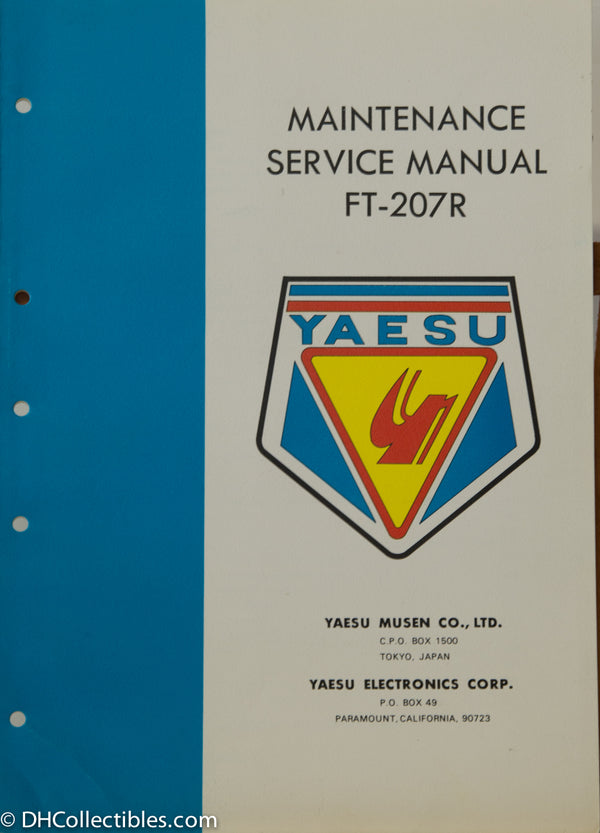 MAINTENANCE
SERVICE MANUAL
FT-207R
YAESU
YAESU MUSEN CO., LTD.
C.P.O. BOX 1500
TOKYO, JAPAN
YAESU ELECTRONICS CORP.
P.O. BOX 49
PARAMOUNT, CALIFORNIA, 90723
© DHCollectibles.com